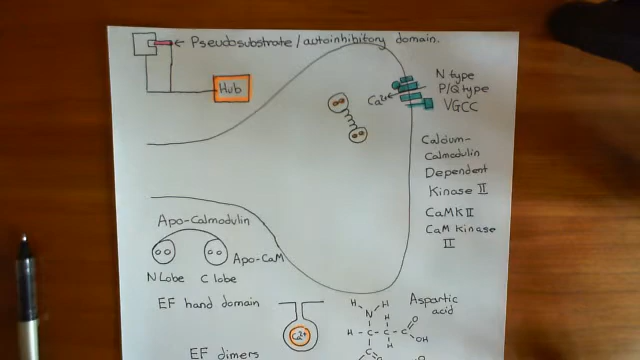 Pseudosubstrate/autoinhibitory domain.
Hub
N type
P/Q type
VGCC
Ca2+
Calcium-
Calmodulin
Dependent
Kinase II
CaMKII
CaM kinase
II
Apo-Calmodulin
Apo-CaM
N Lobe
C lobe
EF hand domain
Ca2+
EF dimers
Aspartic
acid
H
H
N
H
H - C - C - C
O
OH
H
C